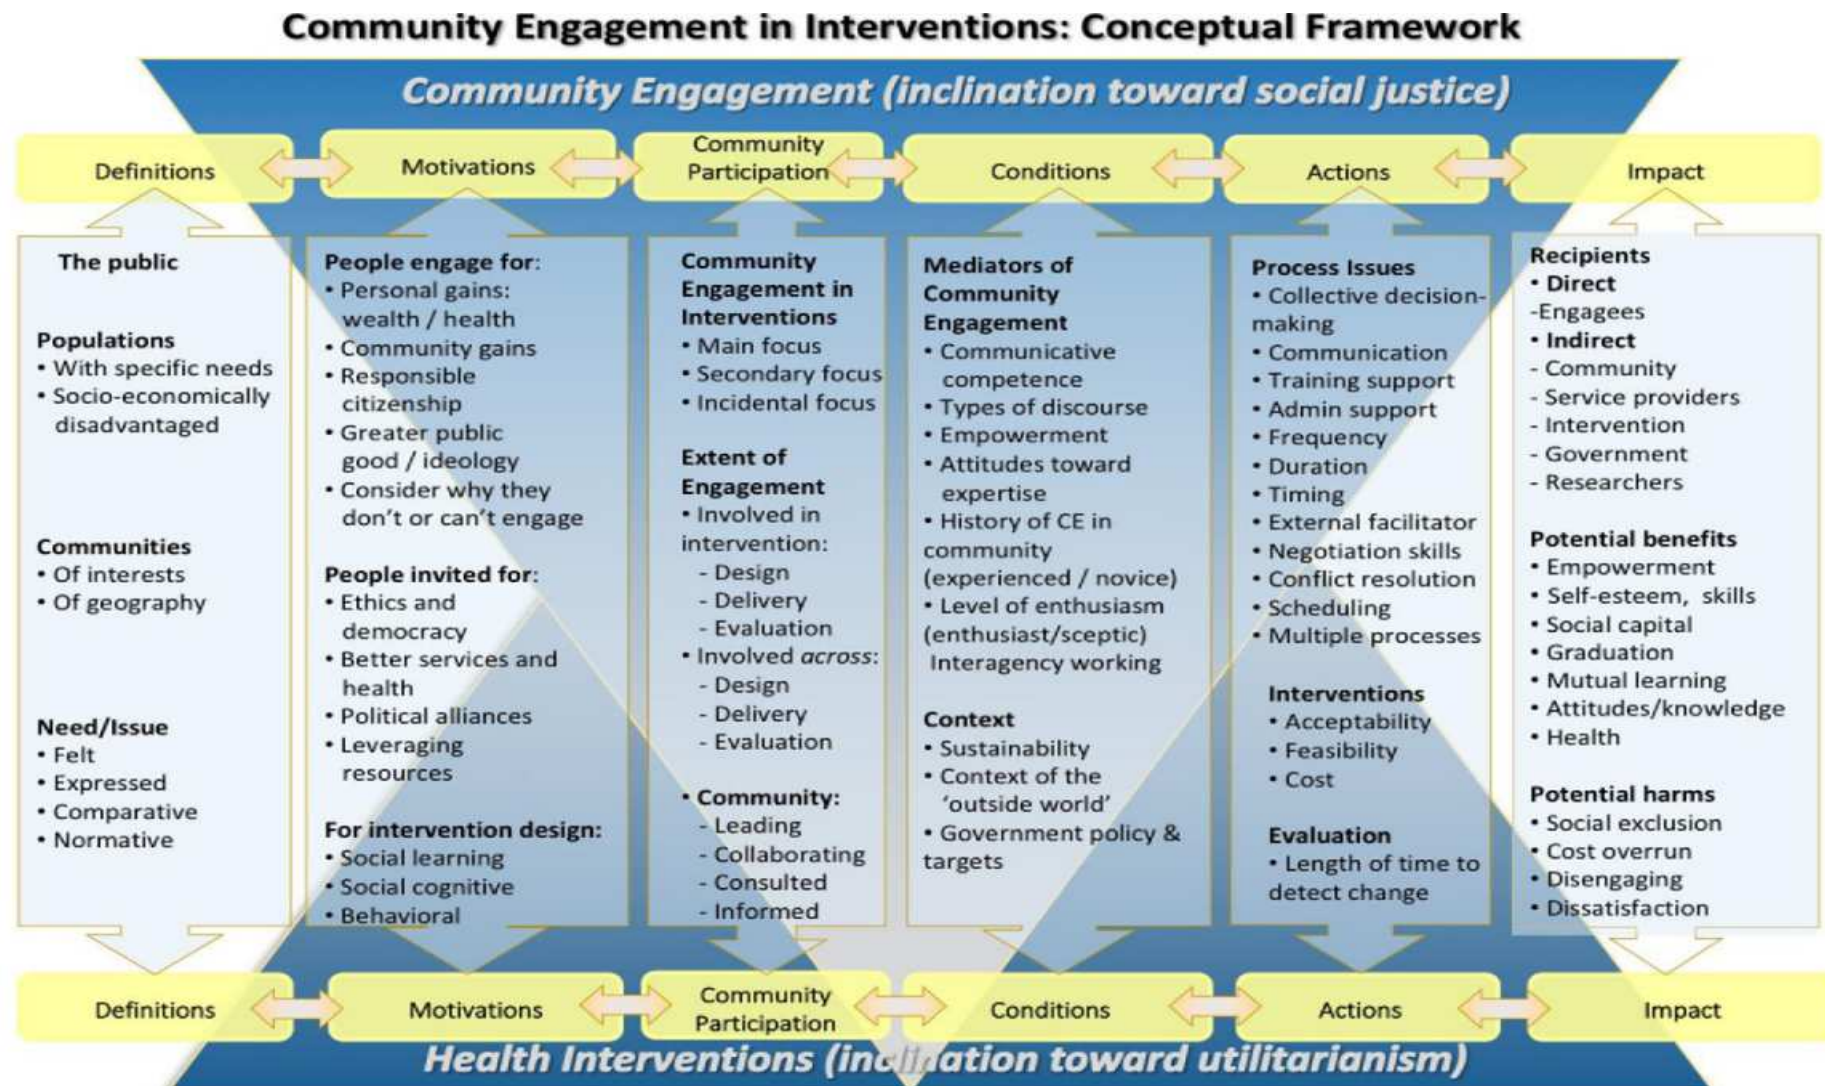 Community Engagement in Interventions: Conceptual Framework
Community Engagement (inclination toward social justice)
Definitions
Motivations
Community
Participation
Conditions
Actions
Impact
The public
Populations
• With specific needs
• Socio-economically
disadvantaged
Communities
• Of interests
• Of geography
Need/Issue
• Felt
• Expressed
• Comparative
• Normative
People engage for:
• Personal gains:
wealth / health
• Community gains
• Responsible
citizenship
• Greater public
good / ideology
• Consider why they
don't or can't engage
People invited for:
• Ethics and
democracy
• Better services and
health
• Political alliances
• Leveraging
resources
For intervention design:
• Social learning
• Social cognitive
• Behavioral
Community
Engagement in
Interventions
• Main focus
• Secondary focus
• Incidental focus
Extent of
Engagement
• Involved in
intervention:
- Design
- Delivery
- Evaluation
• Involved across:
- Design
- Delivery
- Evaluation
• Community:
- Leading
- Collaborating
- Consulted
- Informed
Mediators of
Community
Engagement
• Communicative
competence
• Types of discourse
• Empowerment
• Attitudes toward
expertise
• History of CE in
community
(experienced / novice)
• Level of enthusiasm
(enthusiast/sceptic)
Interagency working
Context
• Sustainability
• Context of the
'outside world'
• Government policy &
targets
Process Issues
• Collective decision-
making
• Communication
• Training support
• Admin support
• Frequency
• Duration
• Timing
• External facilitator
• Negotiation skills
• Conflict resolution
• Scheduling
• Multiple processes
Interventions
• Acceptability
• Feasibility
• Cost
Evaluation
• Length of time to
detect change
Recipients
• Direct
-Engagees
• Indirect
- Community
- Service providers
- Intervention
- Government
- Researchers
Potential benefits
• Empowerment
• Self-esteem, skills
• Social capital
• Graduation
• Mutual learning
• Attitudes/knowledge
• Health
Potential harms
• Social exclusion
• Cost overrun
• Disengaging
• Dissatisfaction
Definitions
Motivations
Community
Participation
Conditions
Actions
Impact
Health Interventions (inclination toward utilitarianism)